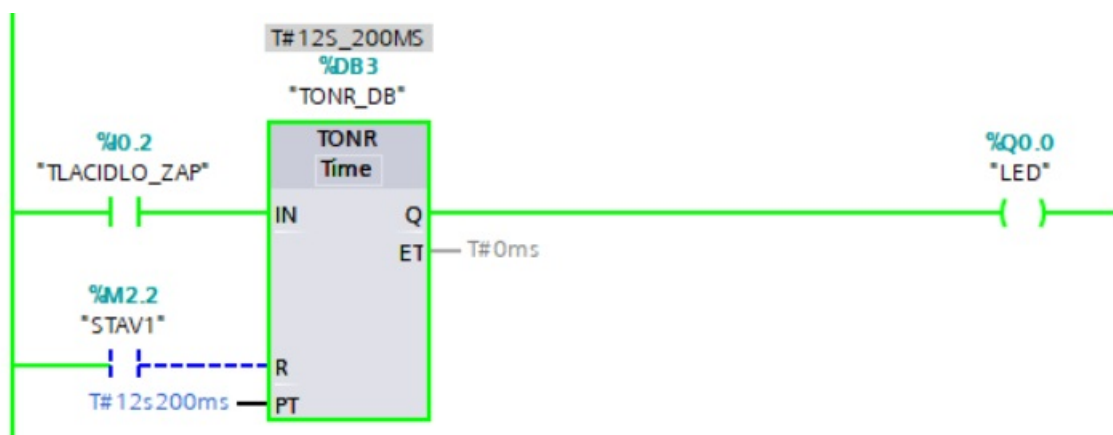 T#12S_200MS
%DB3
"TONR_DB"
%I0.2
"TLACIDLO_ZAP"
TONR
Time
%Q0.0
"LED"
IN
Q
ET
T#0ms
%M2.2
"STAV1"
R
T#12s200ms
PT